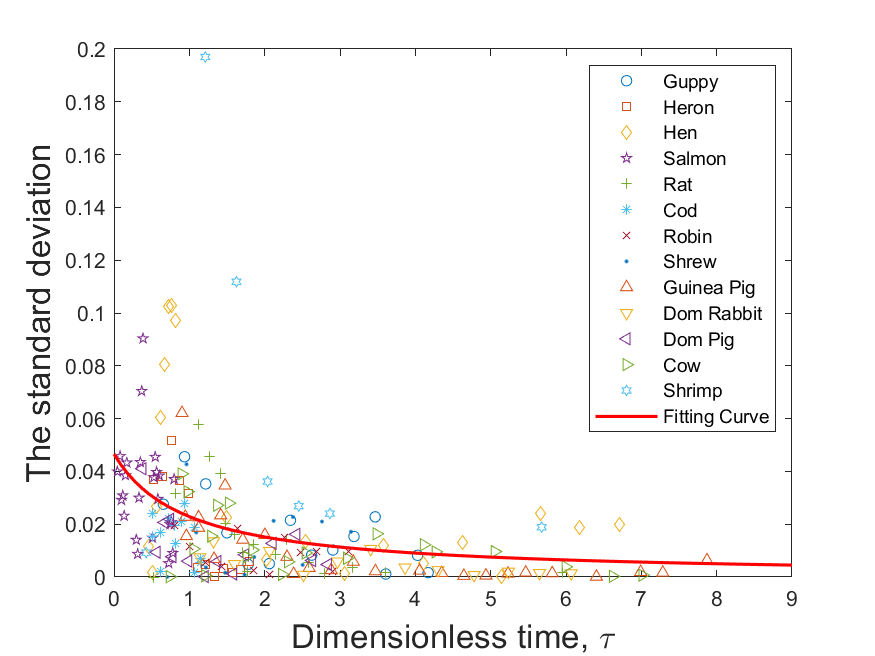 0.2
0.18
0.16
0.14
0.12
0.1
0.08
0.06
0.04
0.02
0
The standard deviation
0 1 2 3 4 5 6 7 8 9
Dimensionless time, τ
Guppy
Heron
Hen
Salmon
Rat
Cod
Robin
Shrew
Guinea Pig
Dom Rabbit
Dom Pig
Cow
Shrimp
Fitting Curve